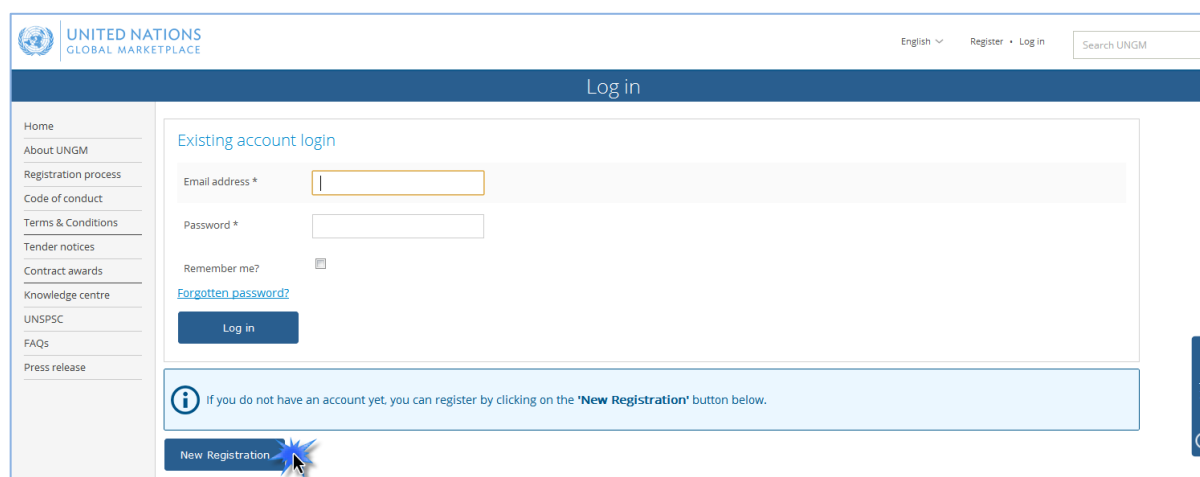 UNITED NATIONS
GLOBAL MARKETPLACE
English Register • Log in Search UNGM
Log in
Home
About UNGM
Registration process
Code of conduct
Terms & Conditions
Tender notices
Contract awards
Knowledge centre
UNSPSC
FAQs
Press release
Existing account login
Email address *
Password *
Remember me?
Forgotten password?
Log in
If you do not have an account yet, you can register by clicking on the 'New Registration' button below.
New Registration